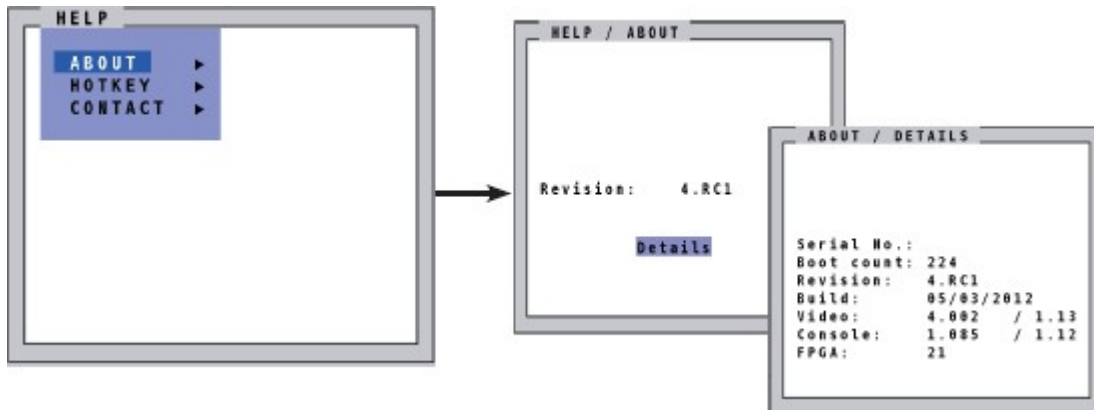 HELP
ABOUT ▶
HOTKEY ▶
CONTACT ▶
HELP / ABOUT
Revision: 4.RC1
Details
ABOUT / DETAILS
Serial No.:
Boot count: 224
Revision: 4.RC1
Build: 05/03/2012
Video: 4.002 / 1.13
Console: 1.085 / 1.12
FPGA: 21